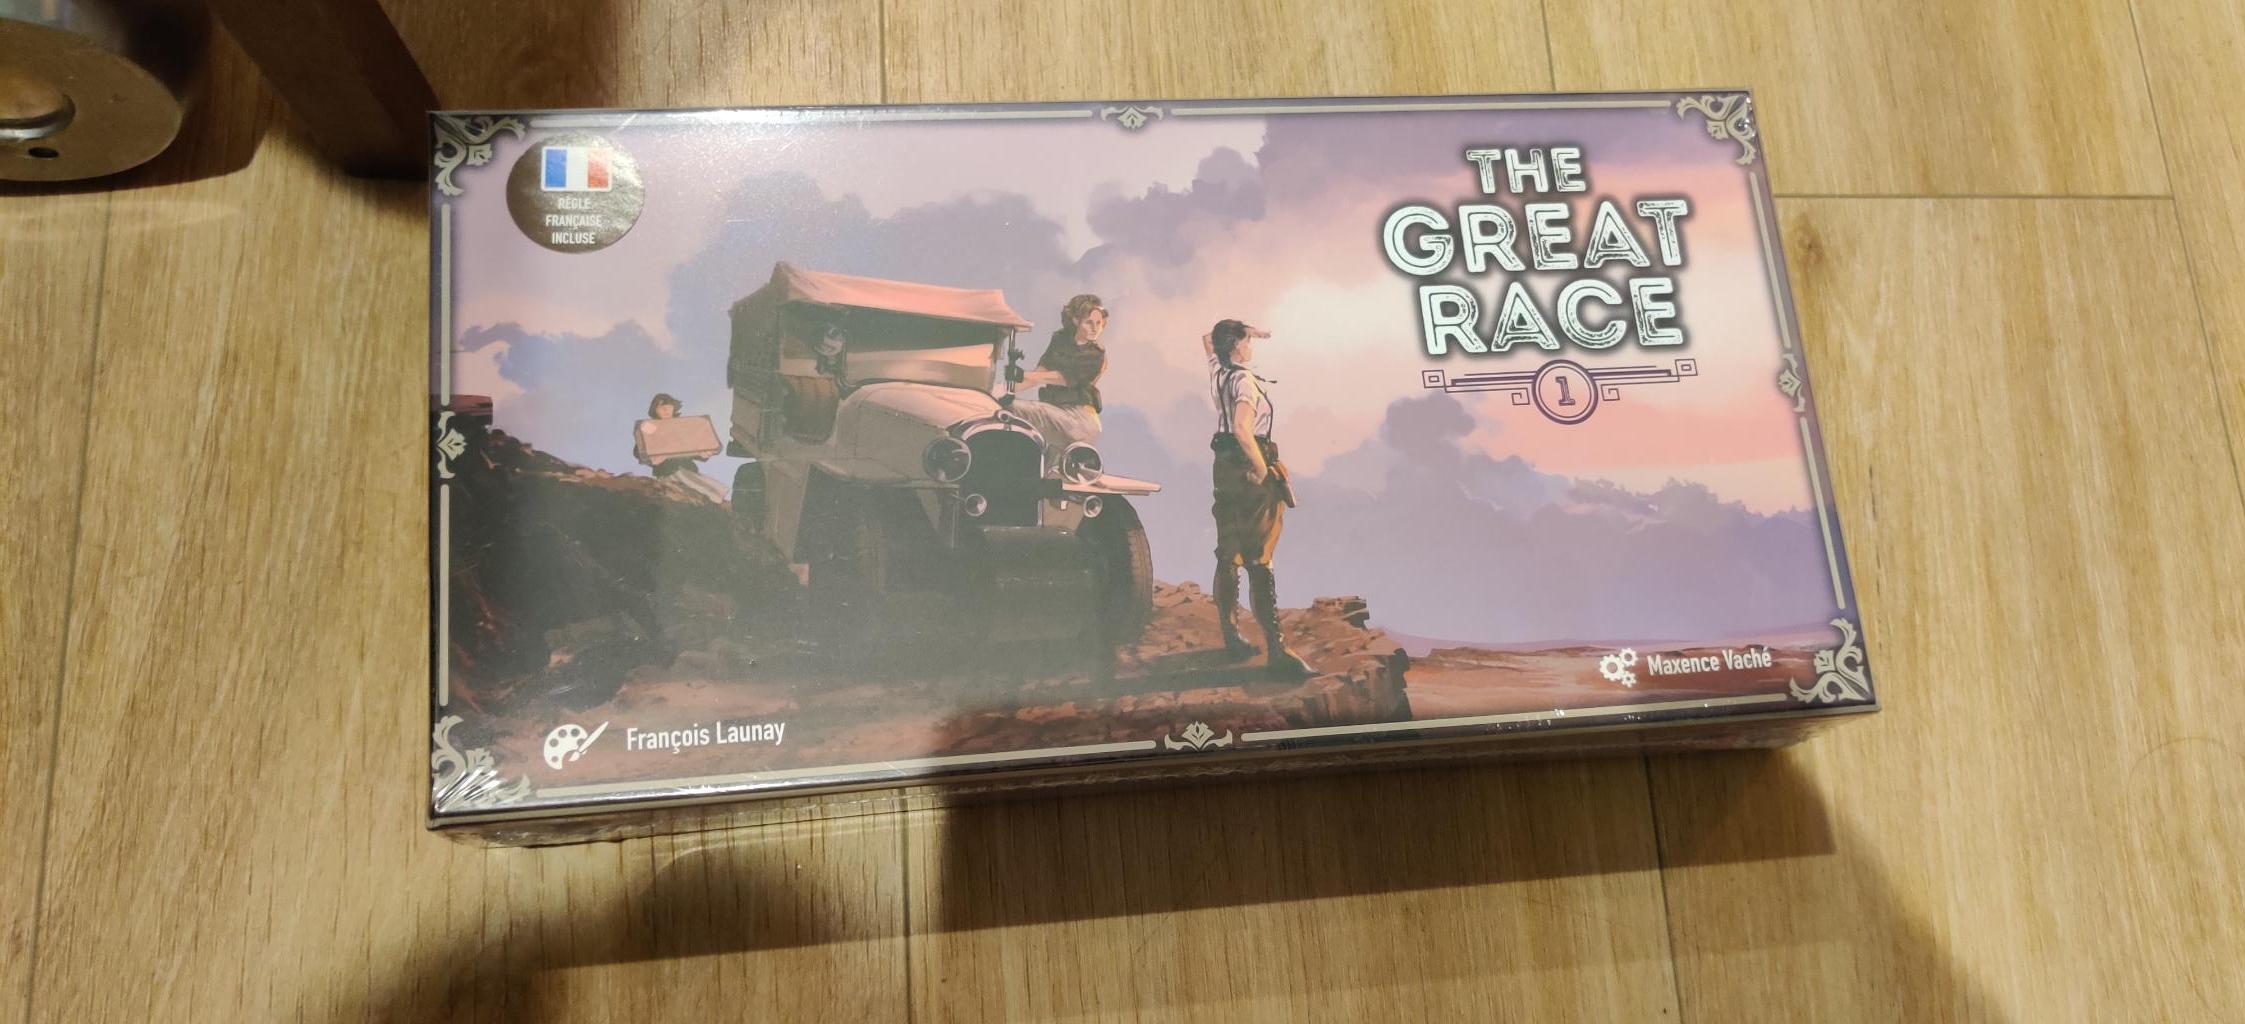 RÈGLE
FRANÇAISE
INCLUSE
THE
GREAT
RACE
1
Maxence Vaché
François Launay